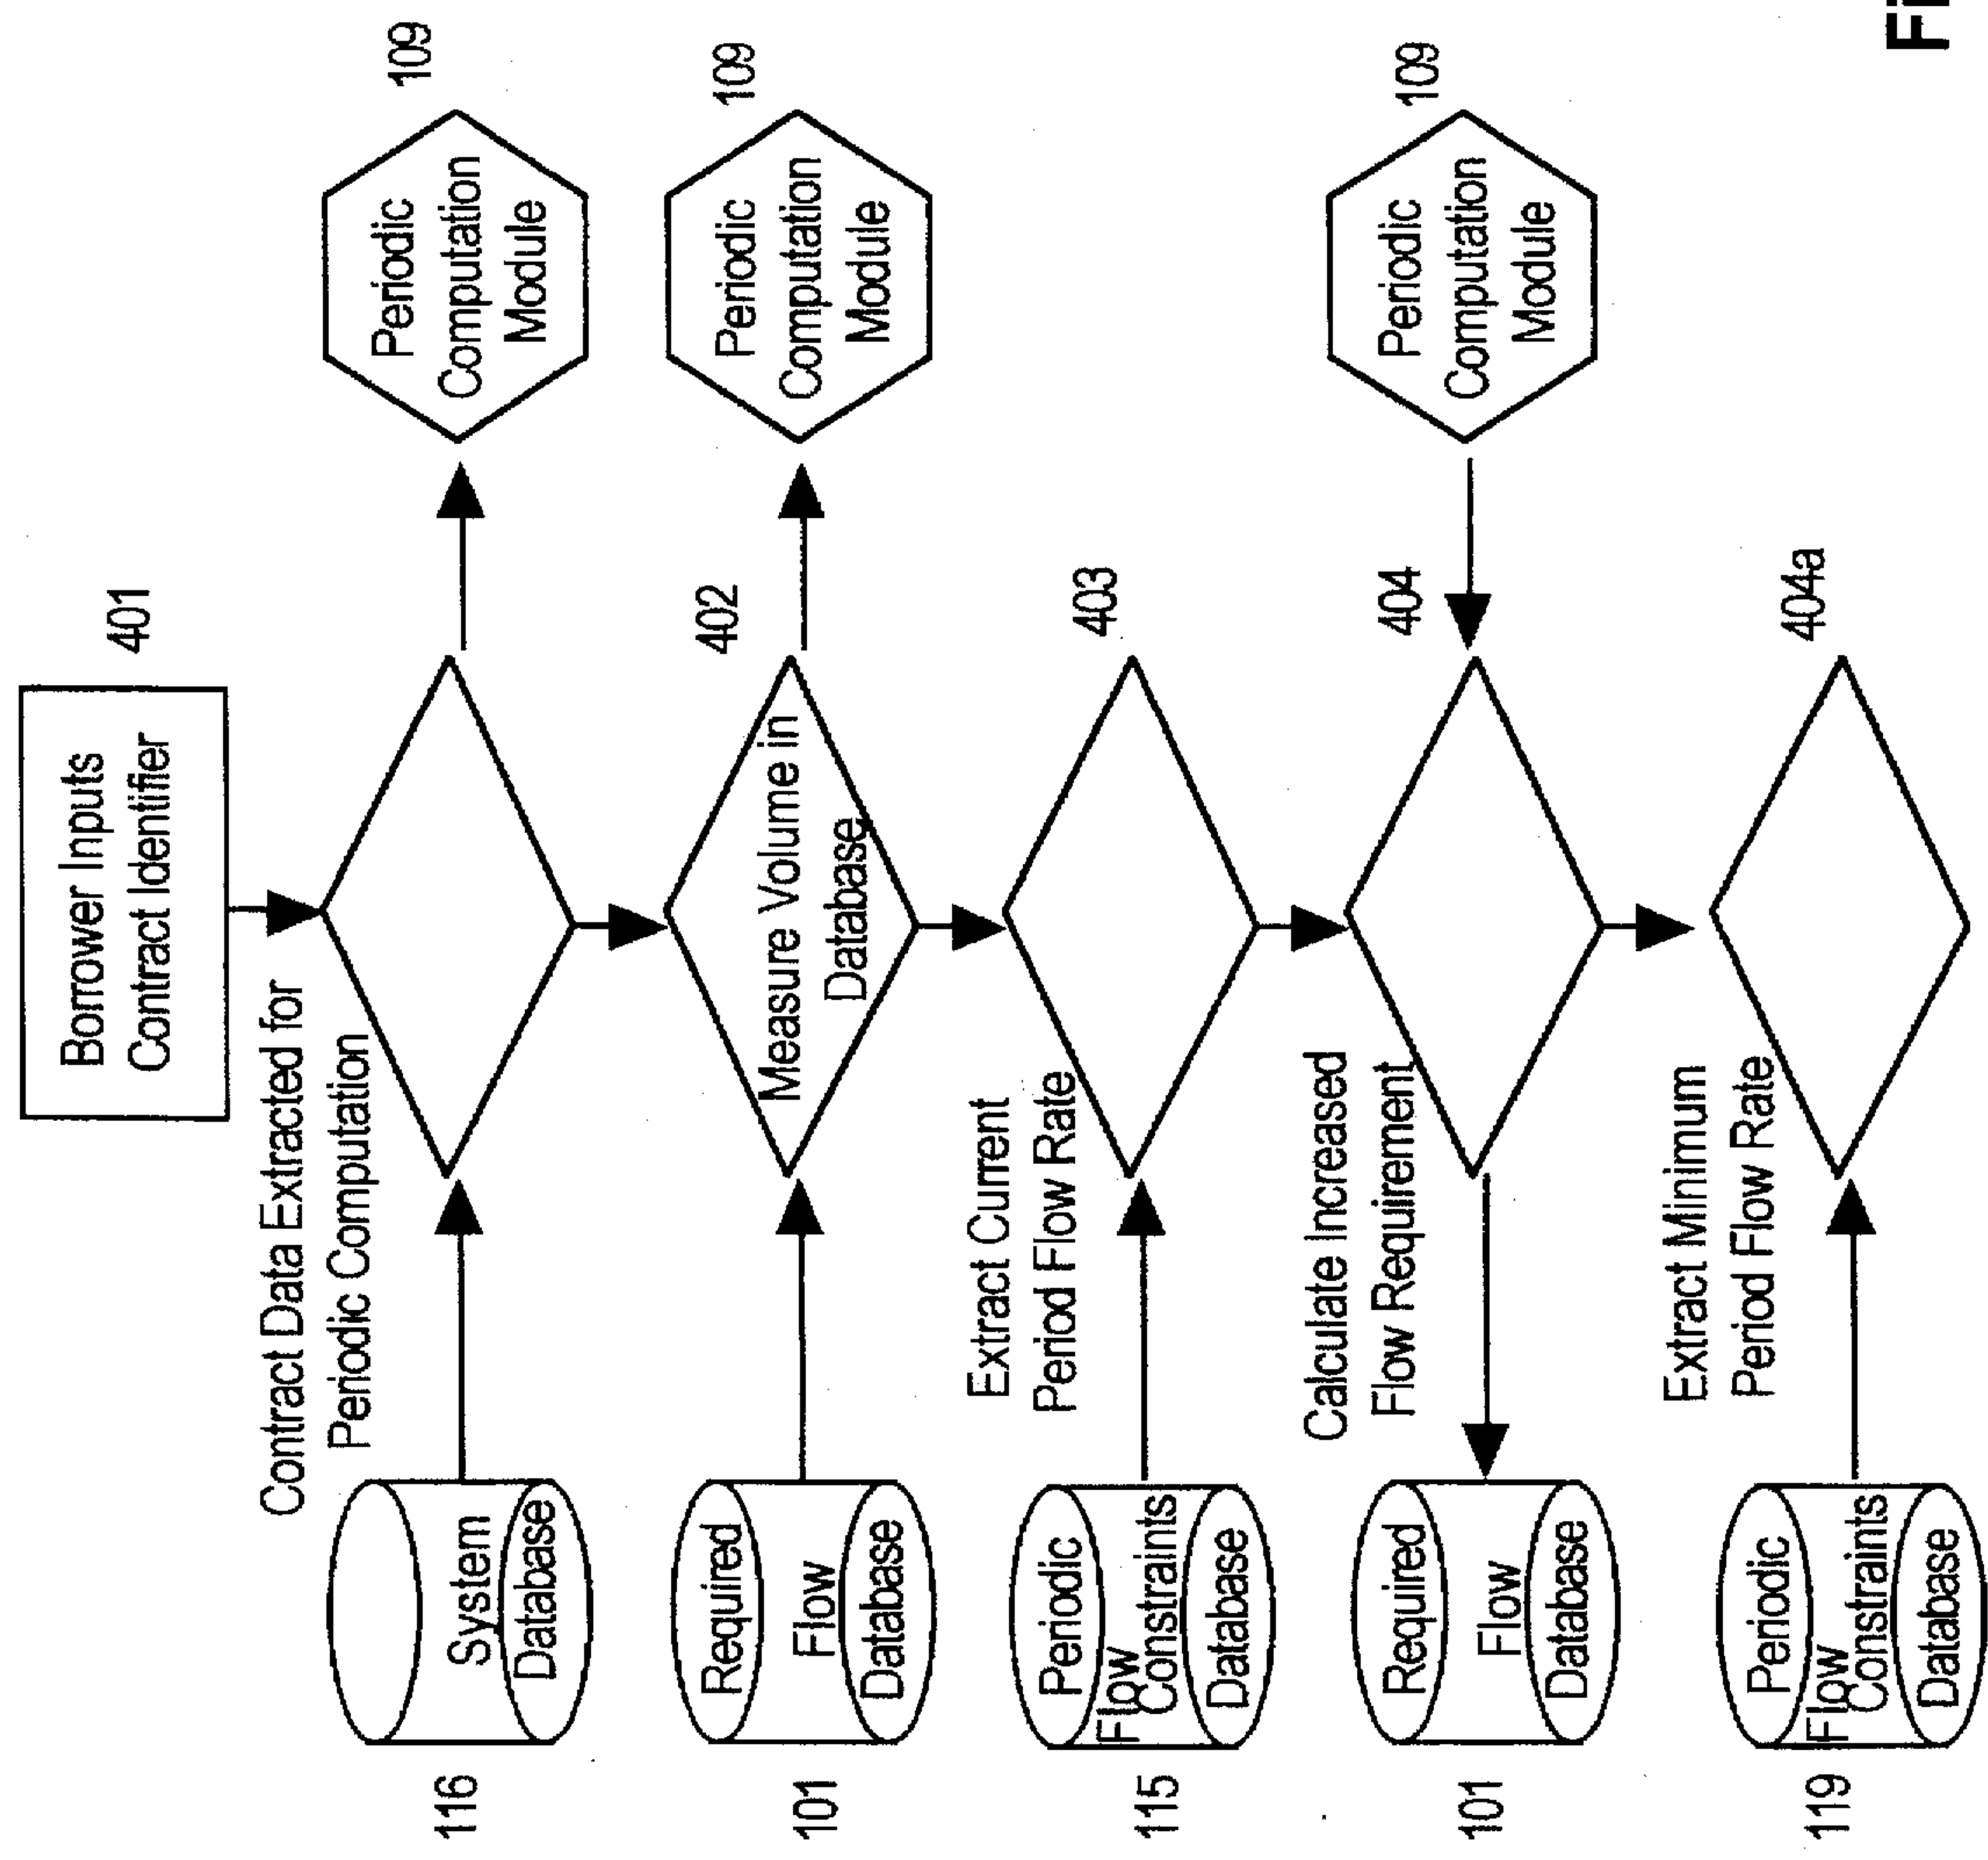 401
Borrower Inputs
Contract Identifier
Contract Data Extracted for
Periodic Computation
116
System
Database
109
Periodic
Computation
Module
402
Measure Volume in
Database
101
Required
Flow
Database
109
Periodic
Computation
Module
403
Extract Current
Period Flow Rate
115
Periodic
Flow
Constraints
Database
404
Calculate Increased
Flow Requirement
101
Required
Flow
Database
109
Periodic
Computation
Module
404a
Extract Minimum
Period Flow Rate
119
Periodic
Flow
Constraints
Database